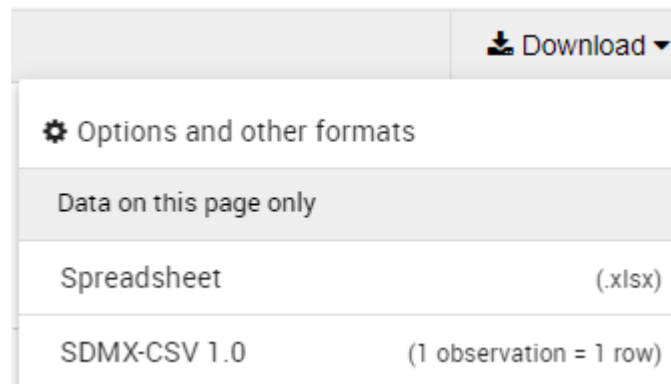 Download
Options and other formats
Data on this page only
Spreadsheet (.xlsx)
SDMX-CSV 1.0 (1 observation = 1 row)